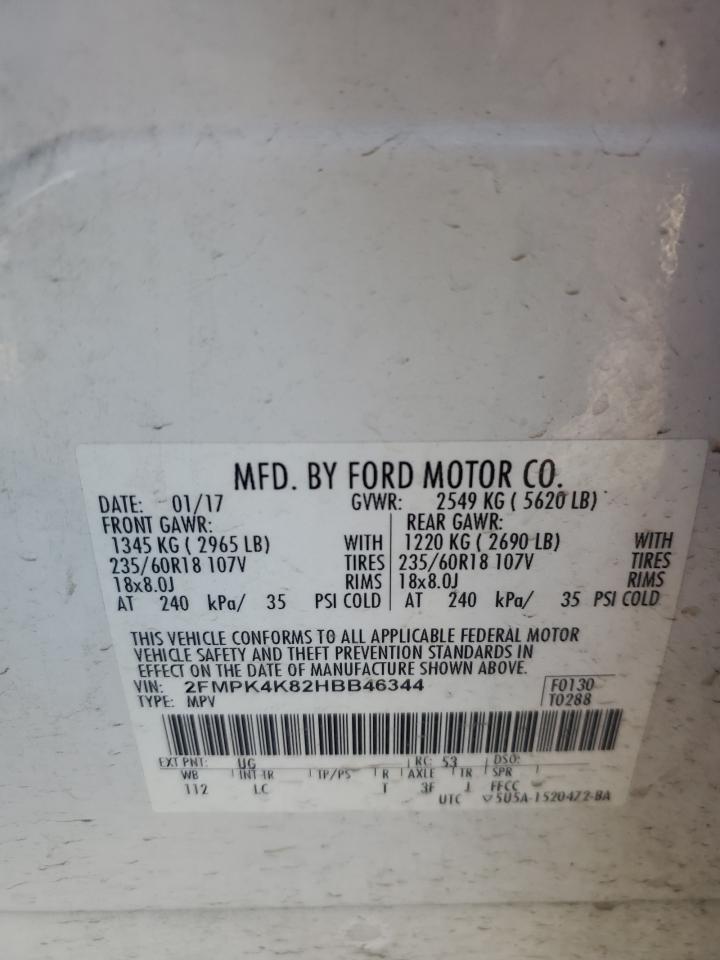 MFD. BY FORD MOTOR CO.
DATE: 01/17 GVWR: 2549 KG ( 5620 LB)
FRONT GAWR: REAR GAWR:
1345 KG ( 2965 LB) WITH 1220 KG ( 2690 LB) WITH
235/60R18 107V TIRES 235/60R18 107V TIRES
18x8.0J RIMS 18x8.0J RIMS
AT 240 kPa/ 35 PSI COLD AT 240 kPa/ 35 PSI COLD
THIS VEHICLE CONFORMS TO ALL APPLICABLE FEDERAL MOTOR
VEHICLE SAFETY AND THEFT PREVENTION STANDARDS IN
EFFECT ON THE DATE OF MANUFACTURE SHOWN ABOVE.
VIN: 2FMPK4K82HBB46344 F0130
TYPE: MPV T0288
EXT PNT: UG RC: 53 DSO:
WB INT TR TP/PS R AXLE TR SPR
112 LC T 3F J FFCC
UTC 5U5A-1520472-BA